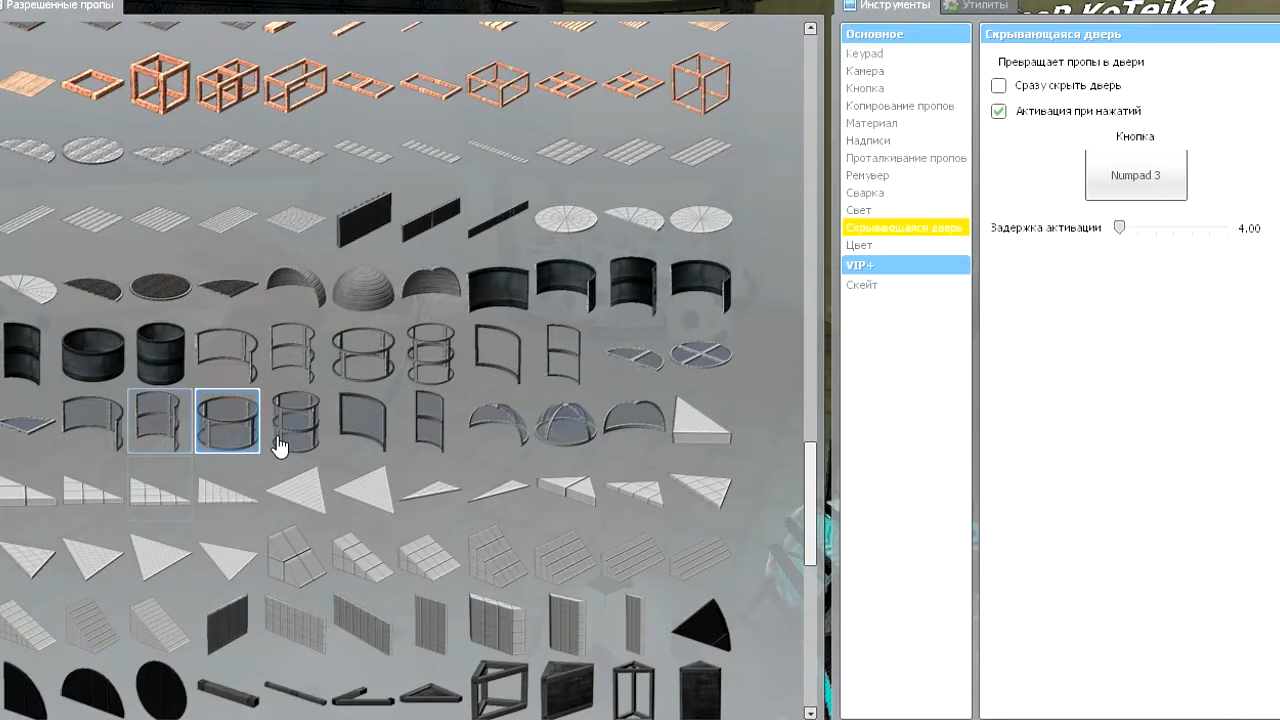 Разрешенные пропы
Инструменты
Утилиты
KoTeiKa
Основное
Keypad
Камера
Кнопка
Копирование пропов
Материал
Надписи
Проталкивание пропов
Ремувер
Сварка
Свет
Скрывающаяся дверь
Цвет
VIP+
Скейт
Скрывающаяся дверь
Превращает пропы в двери
Сразу скрыть дверь
Активация при нажатий
Кнопка
Numpad 3
Задержка активации
4.00